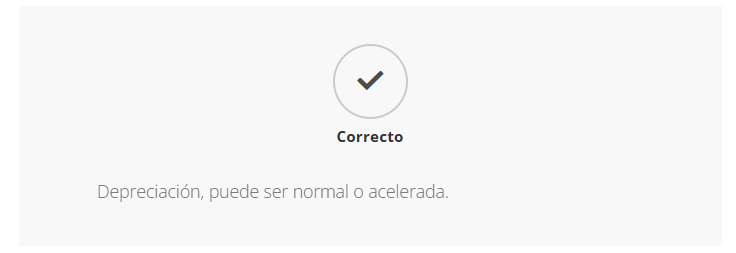 Correcto
Depreciación, puede ser normal o acelerada.